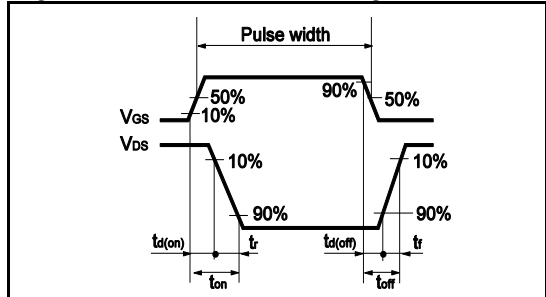 Pulse width
90%
50%
50%
10%
VGS
VDS
10%
10%
90%
90%
td(on)
tr
td(off)
tf
ton
toff